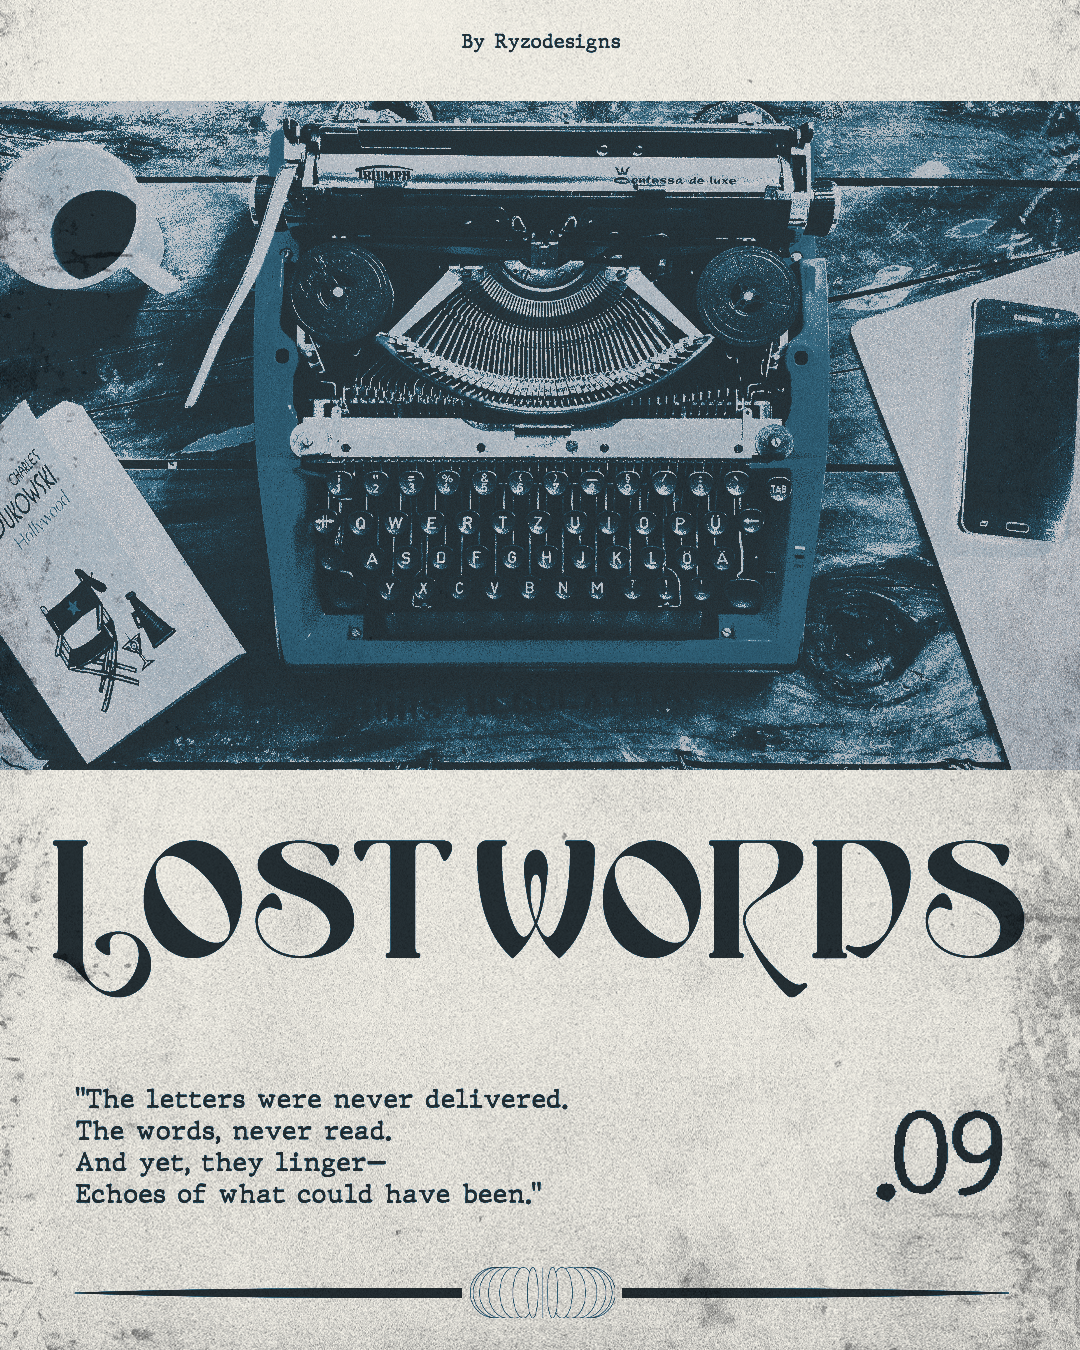 By Ryzodesigns
TRIUMPH
Contessa de luxe
CHARLES
BUKOWSKI
Hollywood
TAB
Q W E R T Z U I O P Ü
A S D F G H J K L Ö Ä
Y X C V B N M
LOST WORDS
"The letters were never delivered.
The words, never read.
And yet, they linger—
Echoes of what could have been."
.09